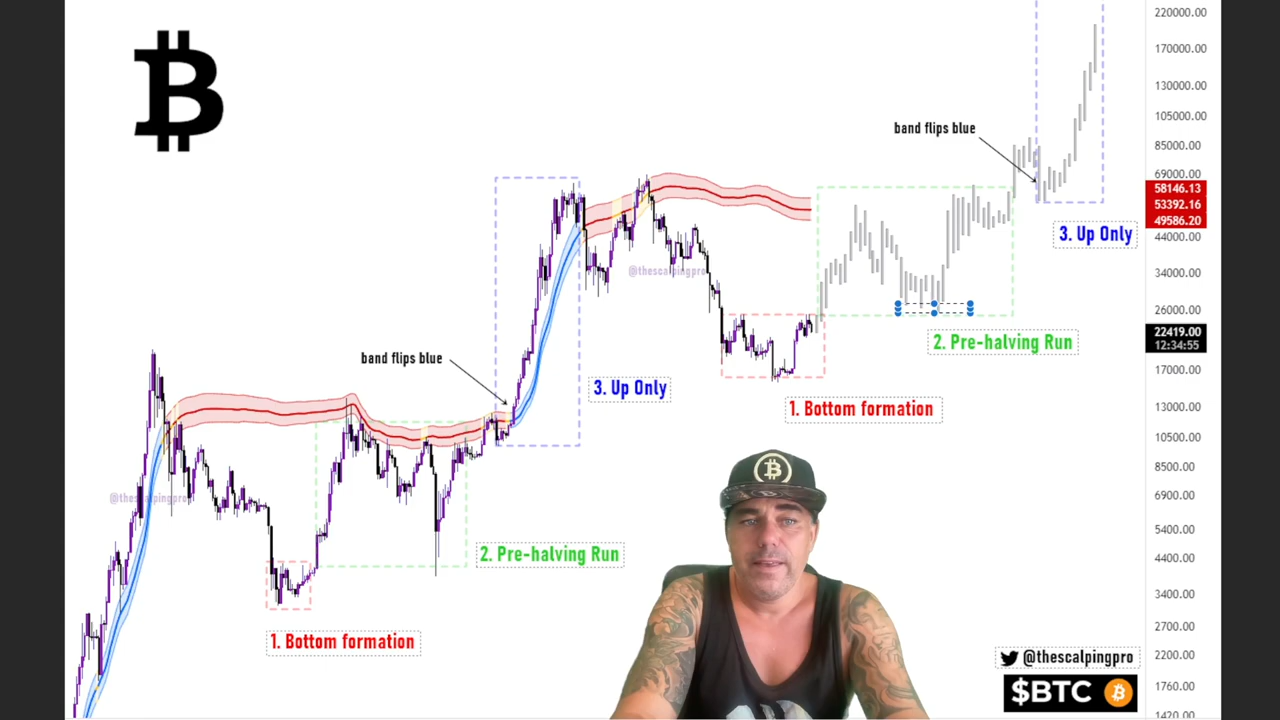 220000.00
170000.00
130000.00
band flips blue
105000.00
85000.00
69000.00
58146.13
53392.16
49586.20
3. Up Only
44000.00
@thescalpingpro
34000.00
26000.00
22419.00
2. Pre-halving Run
12:34:55
band flips blue
17000.00
3. Up Only
1. Bottom formation
13000.00
10500.00
8500.00
@thescalpingpro
6900.00
5400.00
2. Pre-halving Run
4400.00
3400.00
2700.00
1. Bottom formation
2200.00
@thescalpingpro
1760.00
$BTC
1420.00